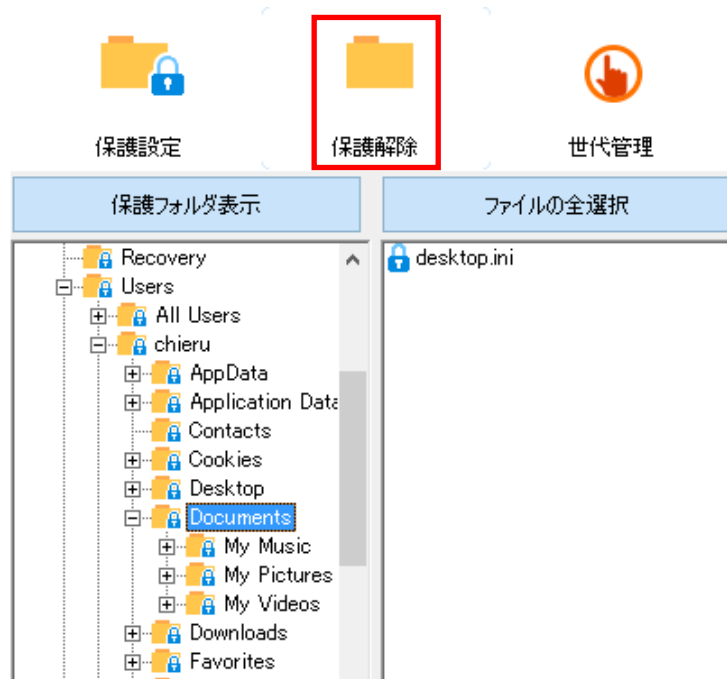 保護設定
保護解除
世代管理
保護フォルダ表示
ファイルの全選択
Recovery
Users
All Users
chieru
AppData
Application Data
Contacts
Cookies
Desktop
Documents
My Music
My Pictures
My Videos
Downloads
Favorites
desktop.ini